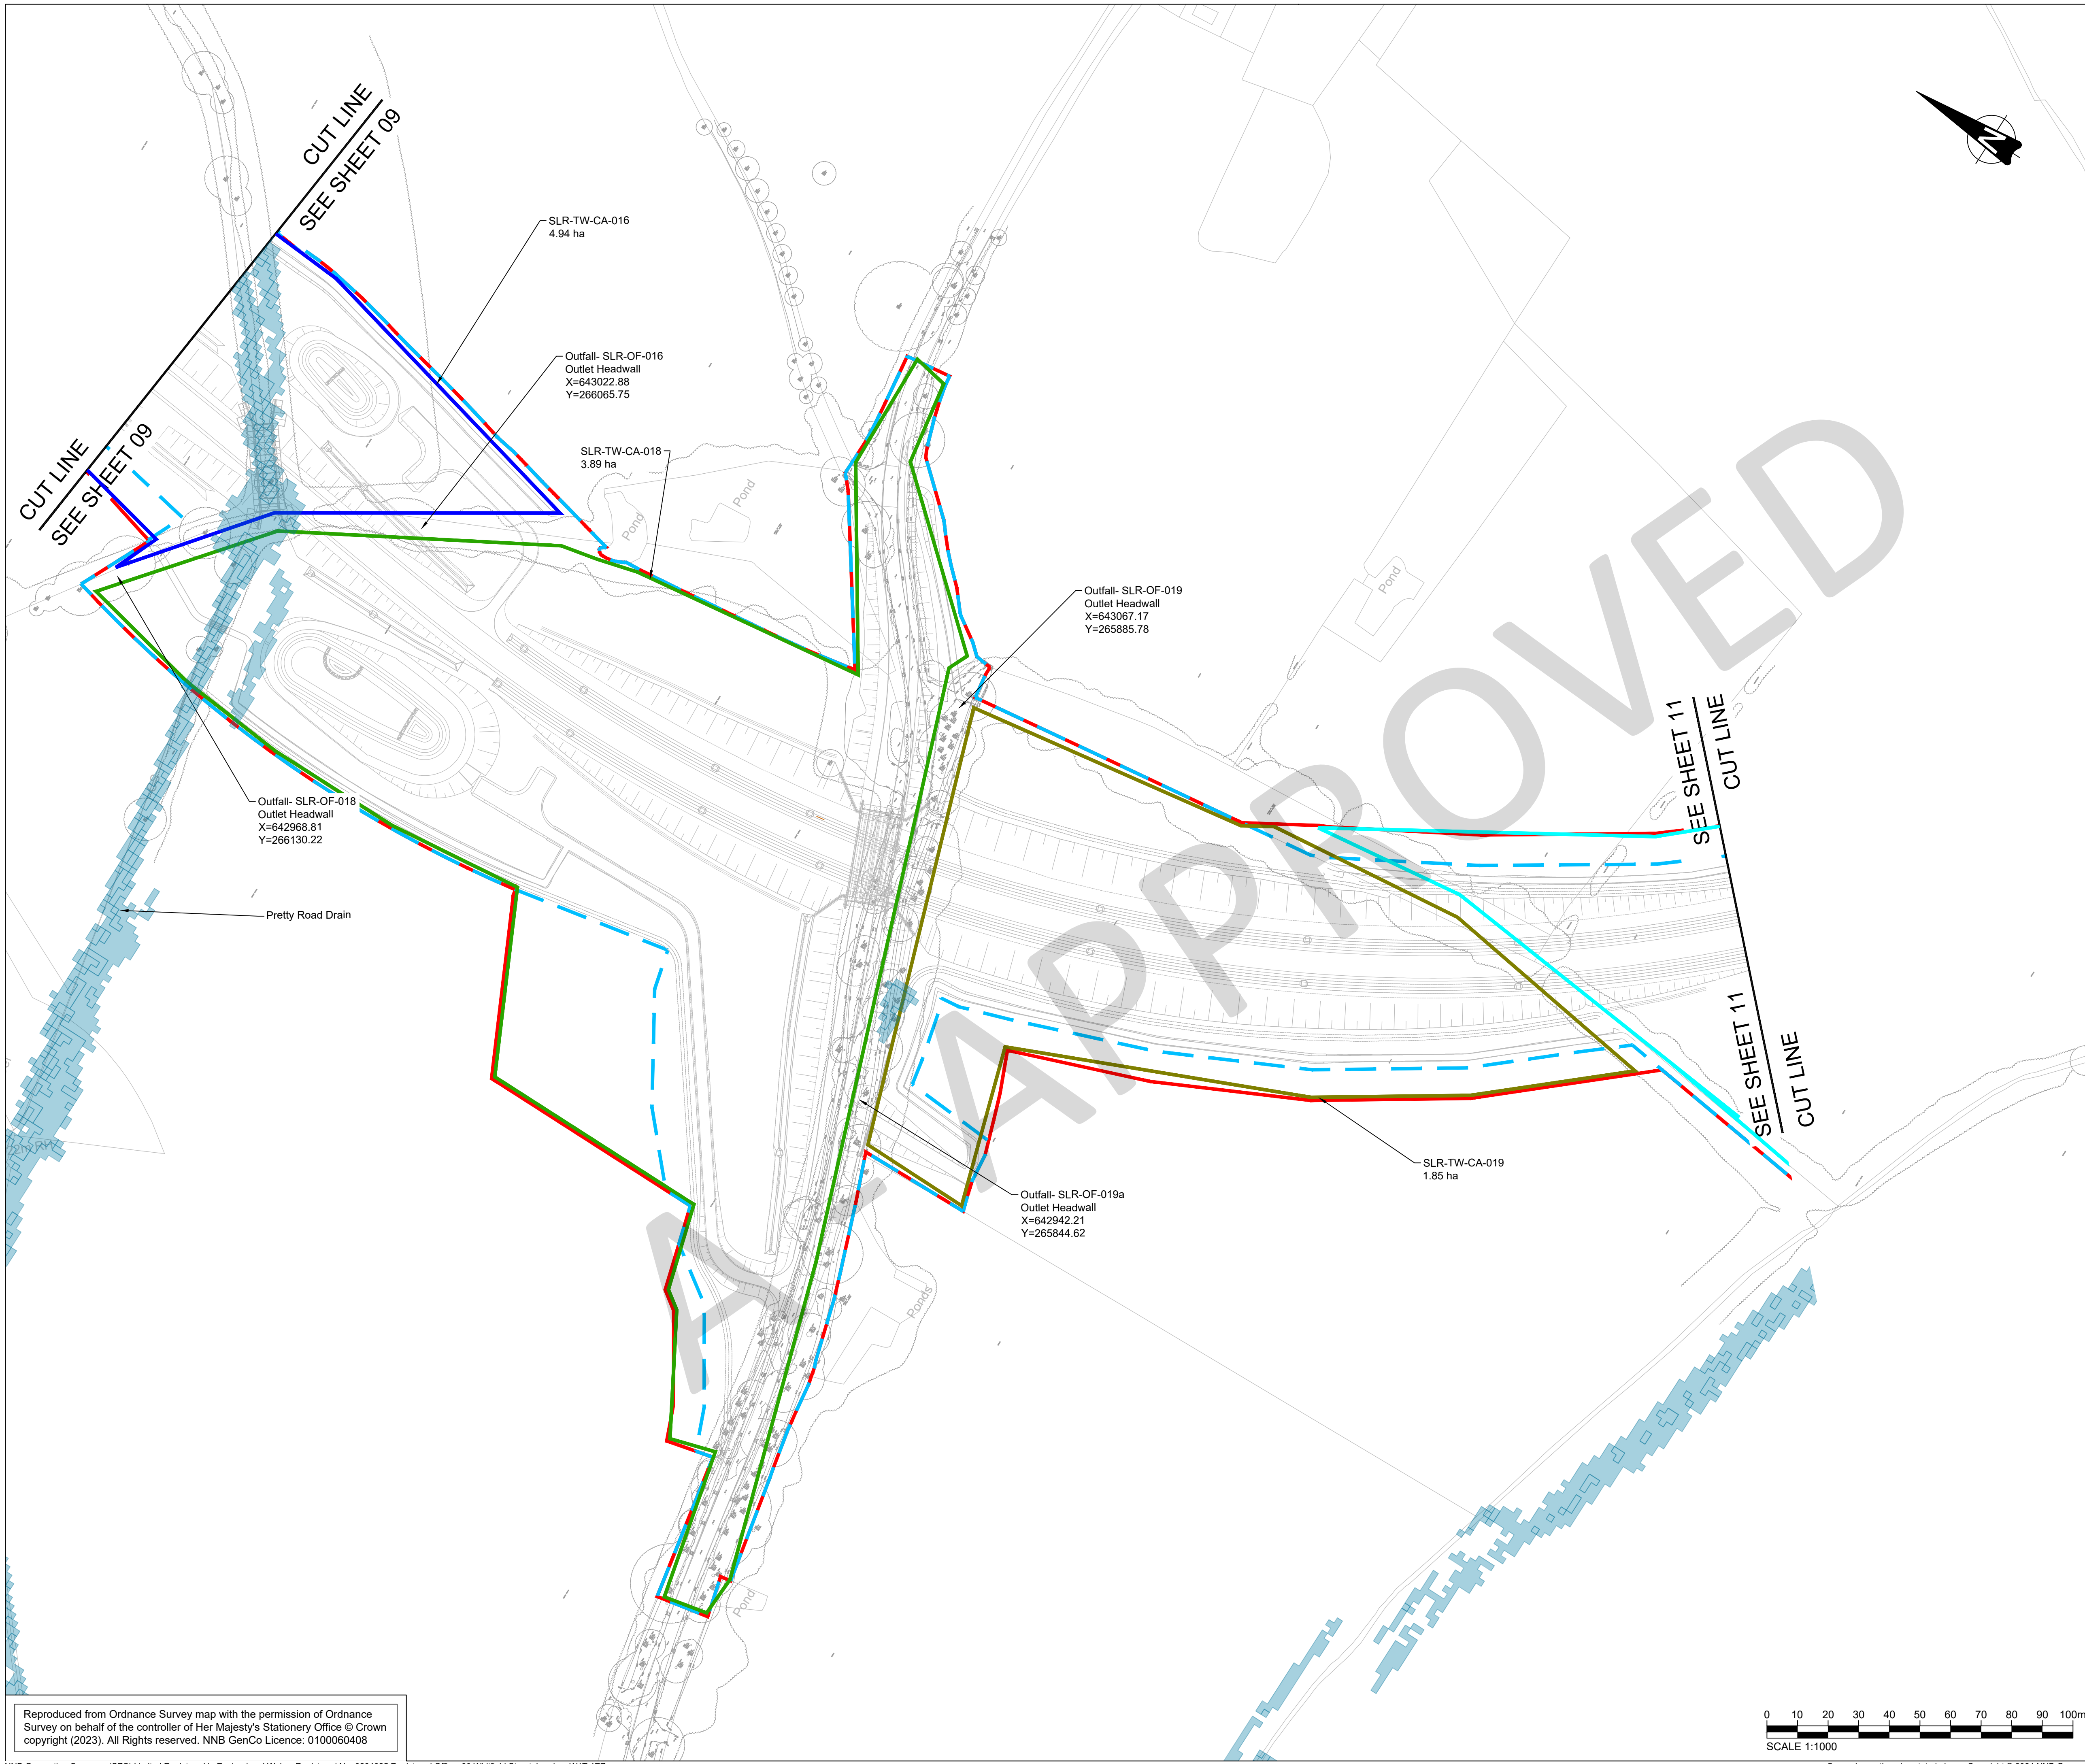 CUT LINE
SEE SHEET 09
SLR-TW-CA-016
4.94 ha
Outfall- SLR-OF-016
Outlet Headwall
X=643022.88
Y=266065.75
SLR-TW-CA-018
3.89 ha
CUT LINE
SEE SHEET 09
Pond
Pond
Pond
Outfall- SLR-OF-019
Outlet Headwall
X=643067.17
Y=265885.78
N
SEE SHEET 11
CUT LINE
Outfall- SLR-OF-018
Outlet Headwall
X=642968.81
Y=266130.22
Pretty Road Drain
A - APPROVED
SEE SHEET 11
CUT LINE
SLR-TW-CA-019
1.85 ha
Outfall- SLR-OF-019a
Outlet Headwall
X=642942.21
Y=265844.62
Ponds
Pond
Reproduced from Ordnance Survey map with the permission of Ordnance
Survey on behalf of the controller of Her Majesty's Stationery Office © Crown
copyright (2023). All Rights reserved. NNB GenCo Licence: 0100060408
0 10 20 30 40 50 60 70 80 90 100m
SCALE 1:1000